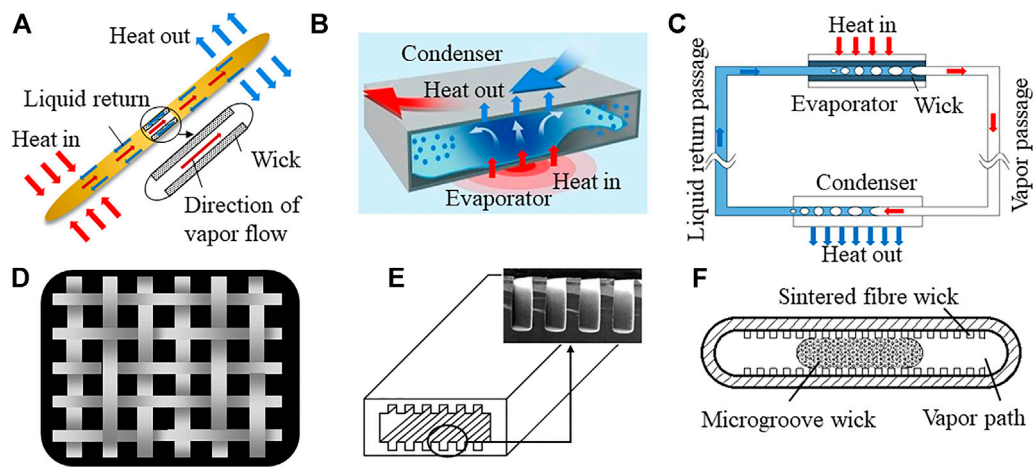 A
Heat out
Liquid return
Heat in
Wick
Direction of
vapor flow
B
Condenser
Heat out
Heat in
Evaporator
C
Heat in
Evaporator
Wick
Liquid return passage
Vapor passage
Condenser
Heat out
D
E
F
Sintered fibre wick
Microgroove wick
Vapor path